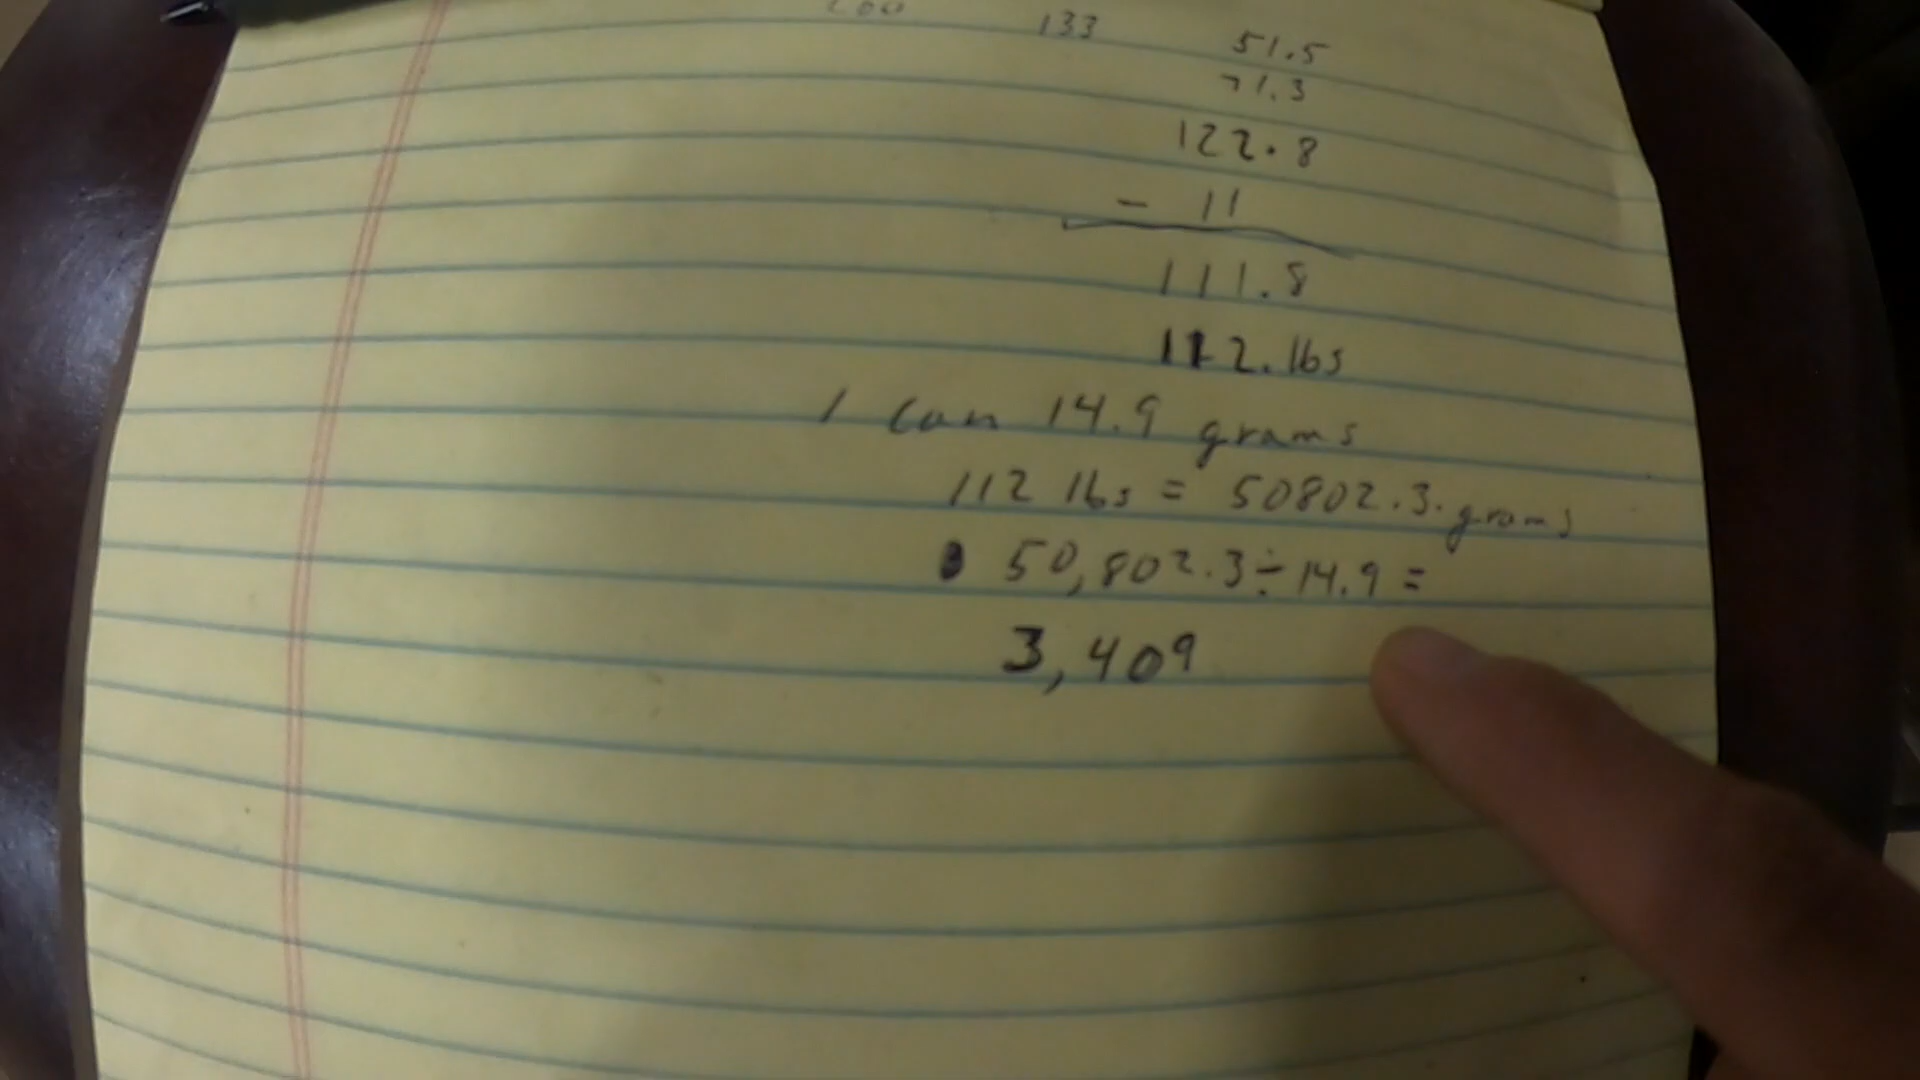 133 51.5
71.3
122.8
- 11
111.8
112.lbs
1 can 14.9 grams
112 lbs = 50802.3. grams
50,802.3÷14.9 =
3,409